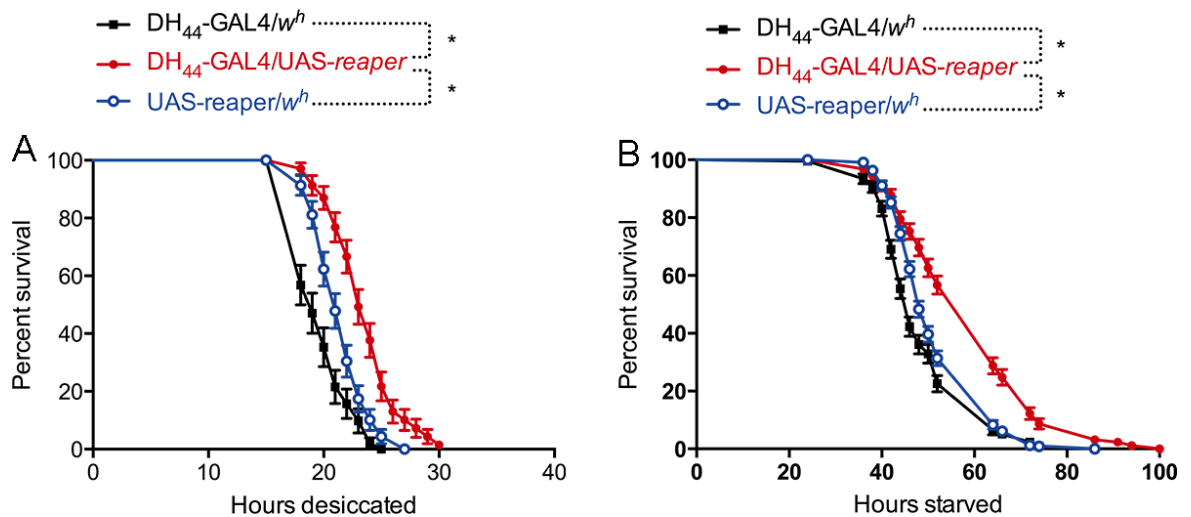 DH44-GAL4/wh
*
DH44-GAL4/UAS-reaper
*
UAS-reaper/wh
A
100
80
60
40
20
0
Percent survival
0 10 20 30 40
Hours desiccated
DH44-GAL4/wh
*
DH44-GAL4/UAS-reaper
*
UAS-reaper/wh
B
100
80
60
40
20
0
Percent survival
0 20 40 60 80 100
Hours starved